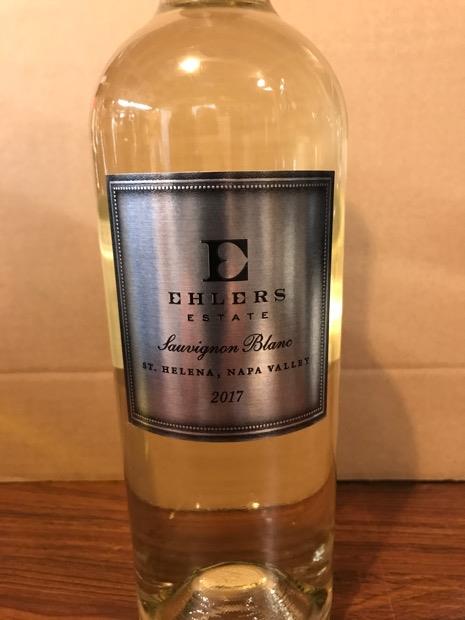 E
EHLERS
ESTATE
Sauvignon Blanc
ST. HELENA, NAPA VALLEY
2017